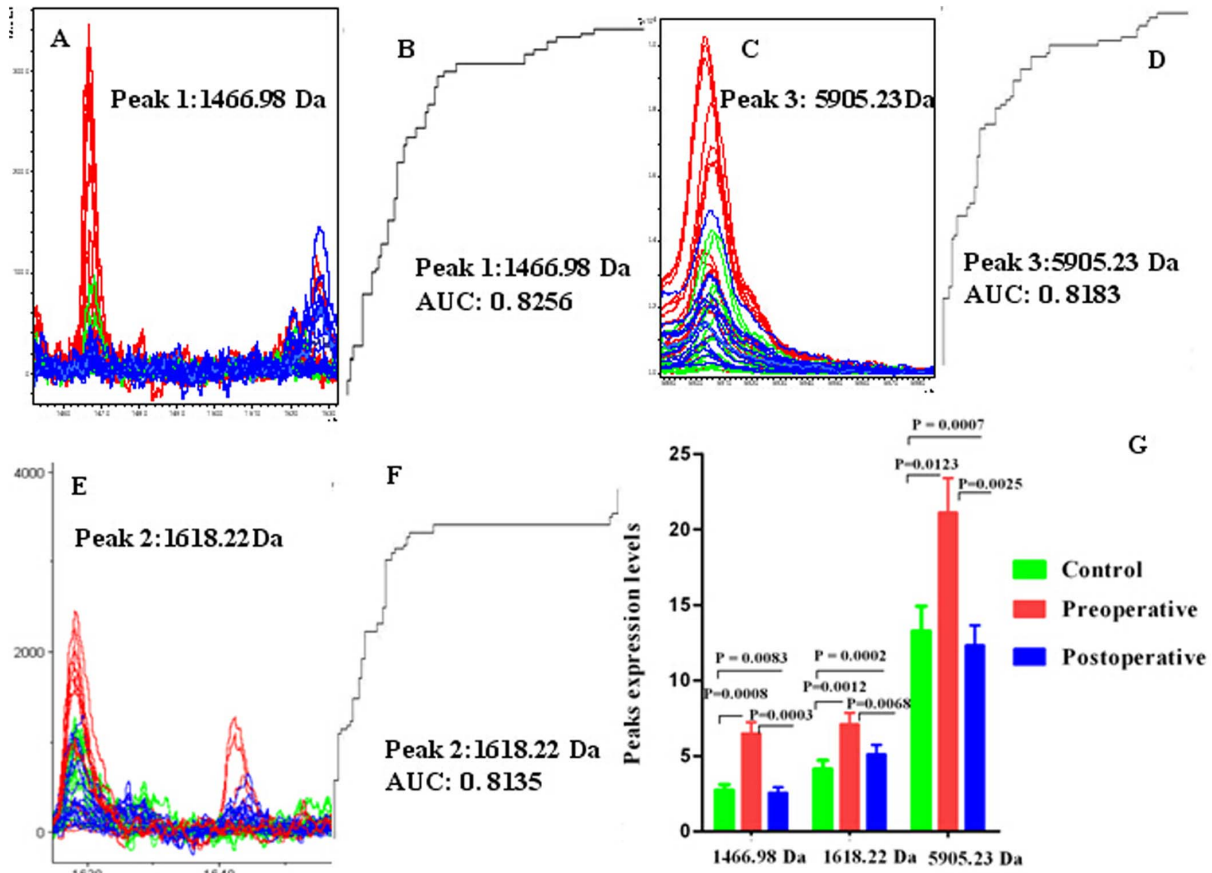 A
Peak 1:1466.98 Da
B
Peak 1:1466.98 Da
AUC: 0.8256
C
Peak 3: 5905.23Da
D
Peak 3:5905.23 Da
AUC: 0.8183
E
Peak 2:1618.22Da
4000
2000
0
F
Peak 2:1618.22 Da
AUC: 0.8135
G
P = 0.0007
P=0.0123
P=0.0025
P = 0.0083
P = 0.0002
P=0.0008
P=0.0003
P=0.0012
P=0.0068
Peaks expression levels
25
20
15
10
5
0
1466.98 Da
1618.22 Da
5905.23 Da
Control
Preoperative
Postoperative